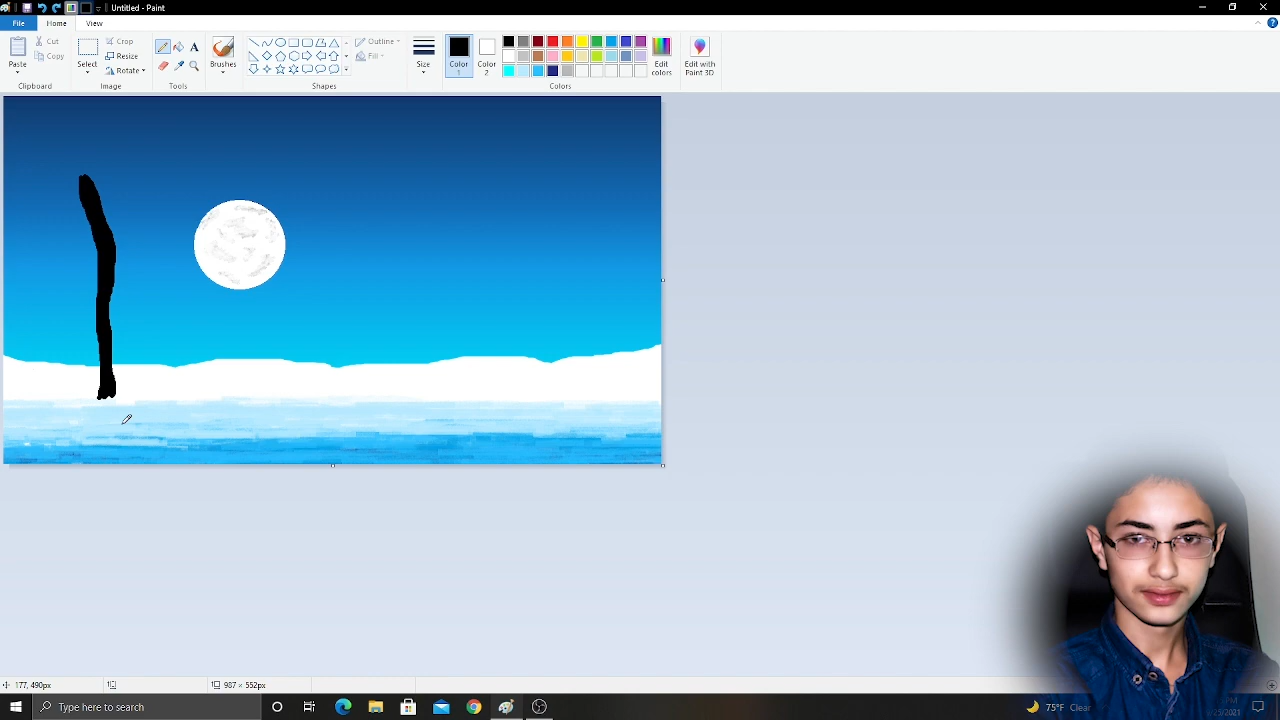 Untitled - Paint
File
Home
View
Paste
Cut
Copy
Clipboard
Select
Crop
Resize
Rotate
Image
A
Tools
Brushes
Outline
Fill
Shapes
Size
Color
1
Color
2
Edit
colors
Colors
Edit with
Paint 3D
177, 490px
987 × 552px
Type here to search
75°F Clear